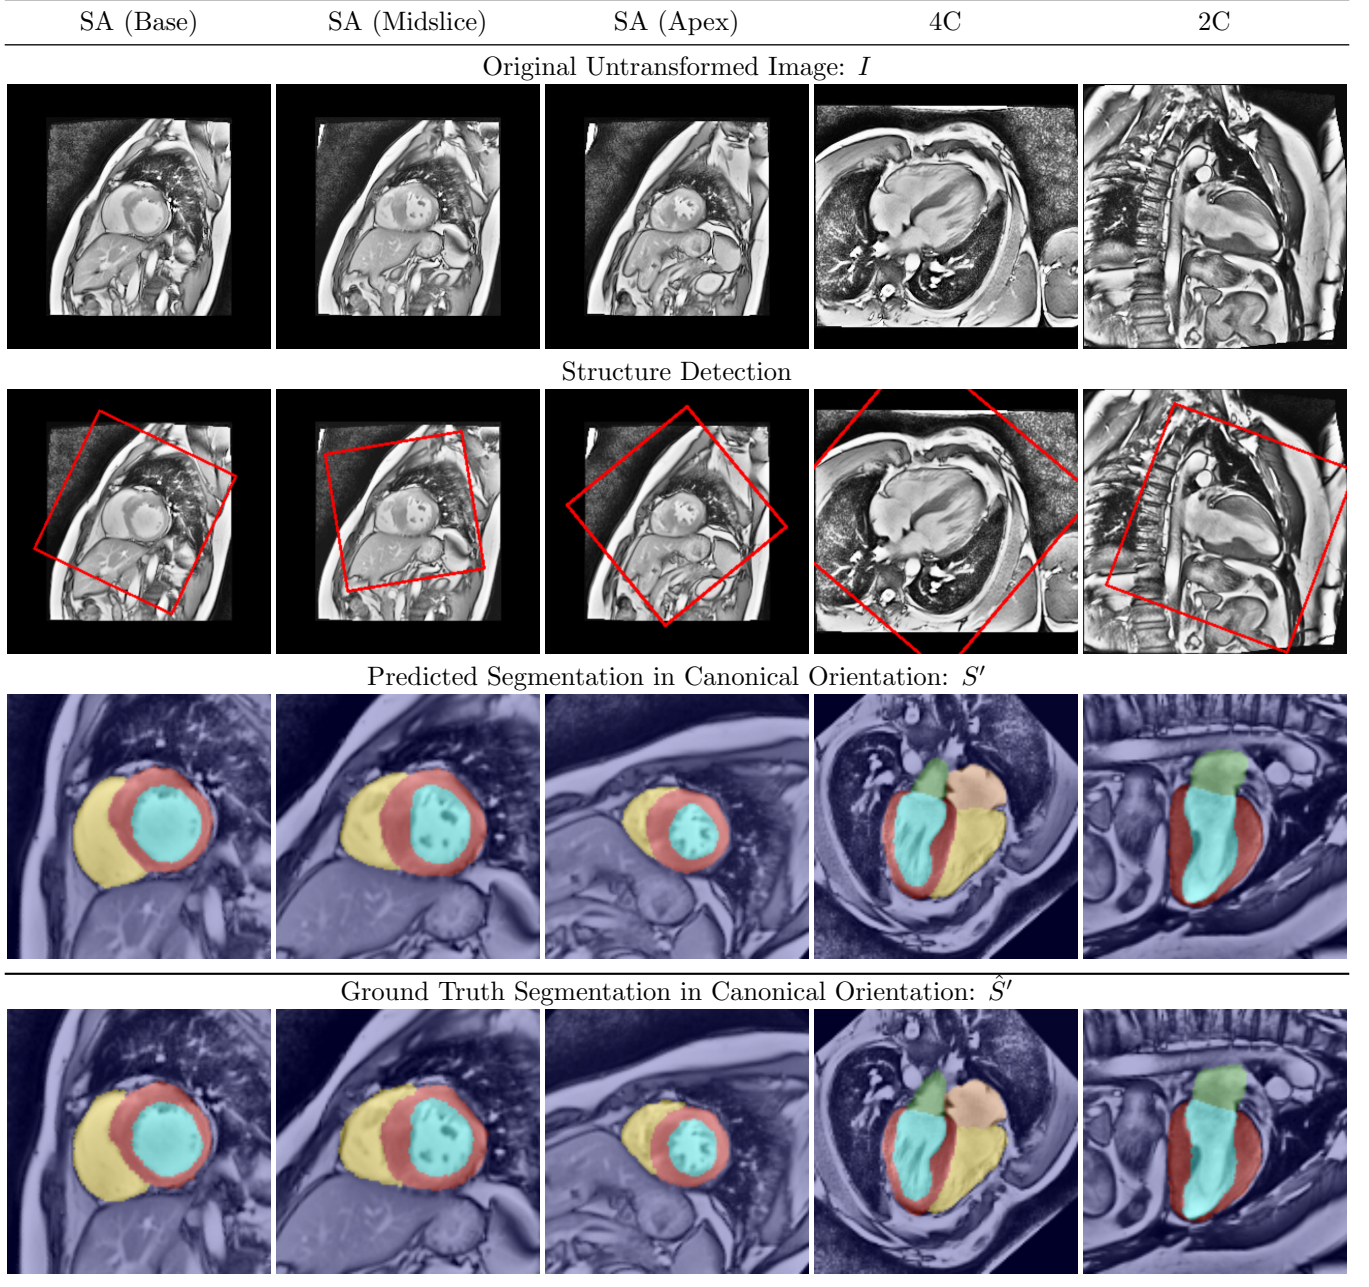 SA (Base) SA (Midslice) SA (Apex) 4C 2C
Original Untransformed Image: I
Structure Detection
Predicted Segmentation in Canonical Orientation: S′
Ground Truth Segmentation in Canonical Orientation: Ŝ′